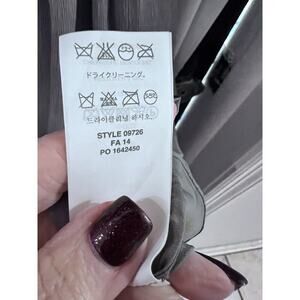 ドライクリーニング。
드라이클리닝 하시오.
STYLE 09726
FA 14
PO 1642450